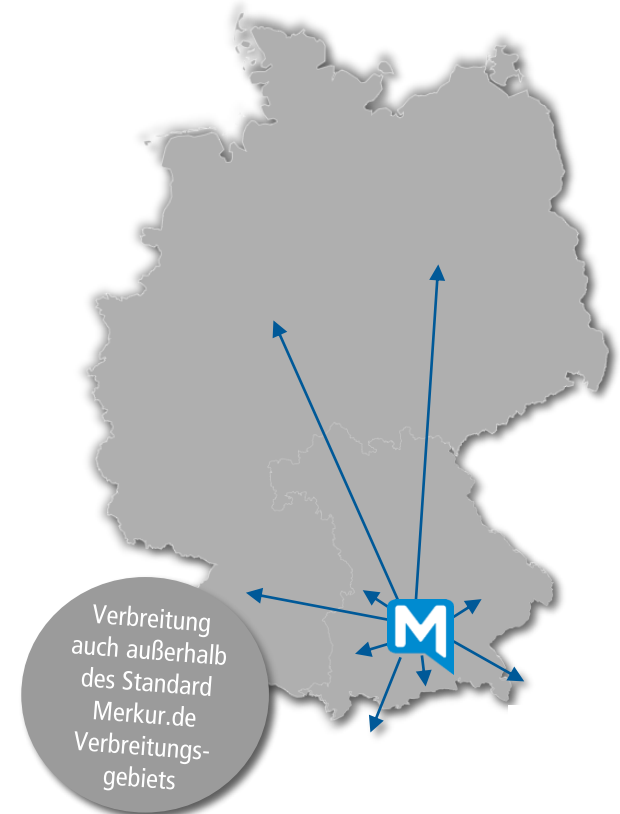 M
Verbreitung
auch außerhalb
des Standard
Merkur.de
Verbreitungs-
gebiets